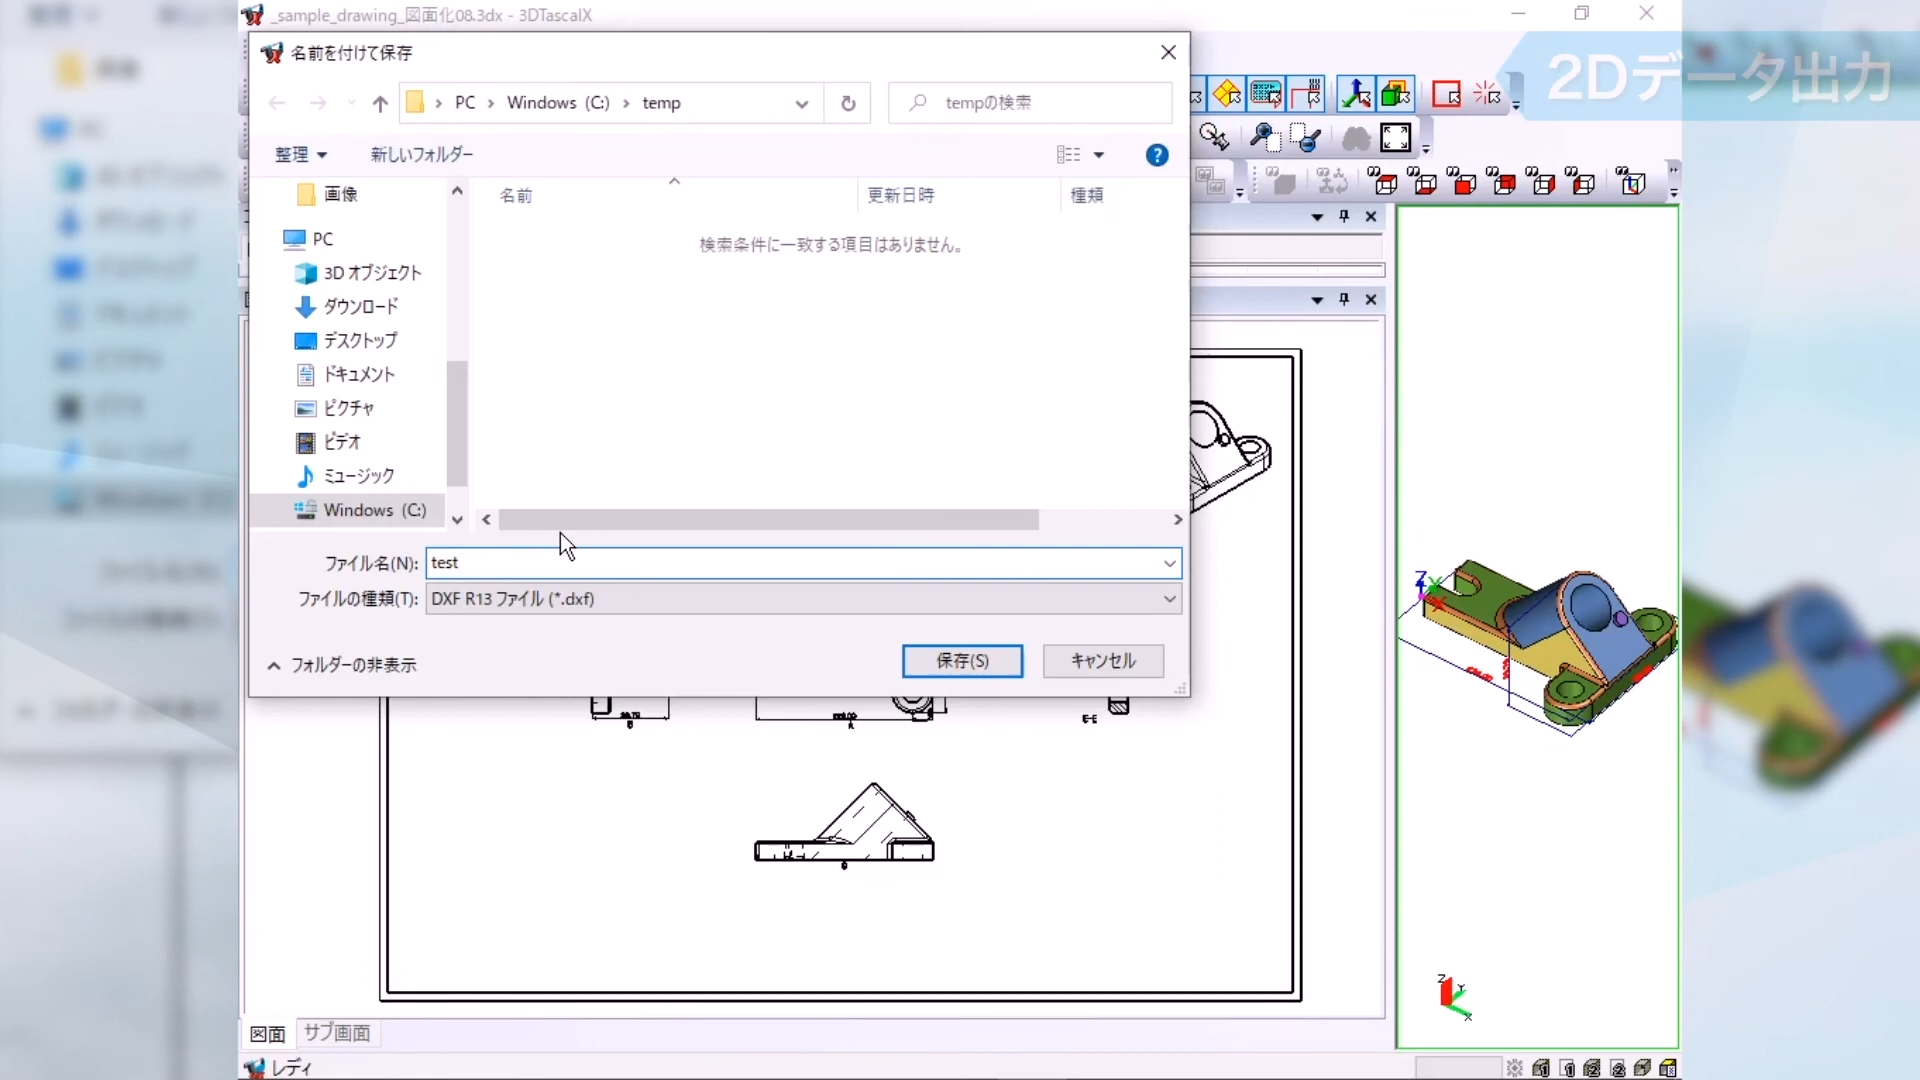 _sample_drawing_図面化08.3dx - 3DTascalX
名前を付けて保存
2Dデータ出力
PC › Windows (C:) › temp
tempの検索
整理
新しいフォルダー
画像
名前
更新日時
種類
検索条件に一致する項目はありません。
PC
3D オブジェクト
ダウンロード
デスクトップ
ドキュメント
ピクチャ
ビデオ
ミュージック
Windows (C:)
ファイル名(N): test
ファイルの種類(T): DXF R13 ファイル (*.dxf)
フォルダーの非表示
保存(S)
キャンセル
E-E
Z
Y
X
Z
Y
X
図面
サブ画面
レディ